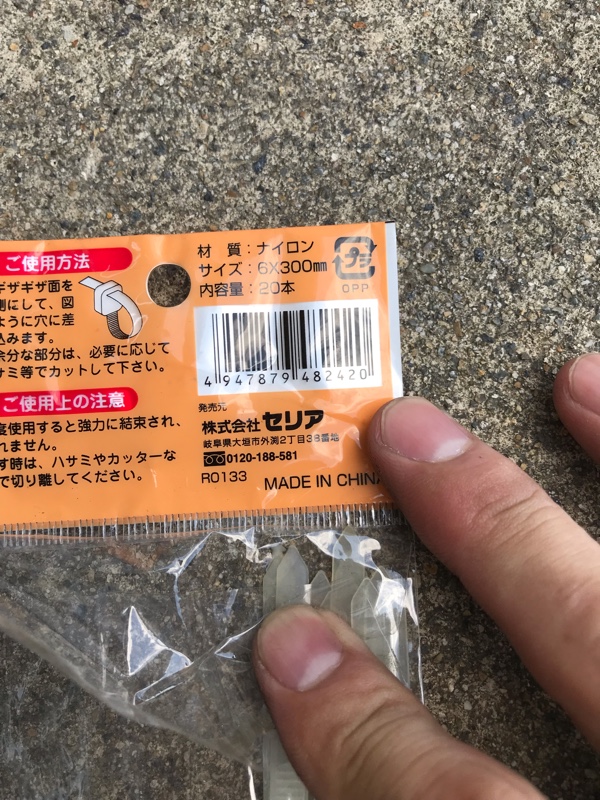 ご使用方法
ギザギザ面を
側にして、図
ように穴に差
込みます。
余分な部分は、必要に応じて
サミ等でカットして下さい。
ご使用上の注意
度使用すると強力に結束され、
れません。
す時は、ハサミやカッターな
で切り離してください。
材 質：ナイロン
サイズ：6X300mm
内容量：20本
プラ
OPP
4 947879 482420
発売元
株式会社セリア
岐阜県大垣市外渕2丁目38番地
0120-188-581
R0133 MADE IN CHINA